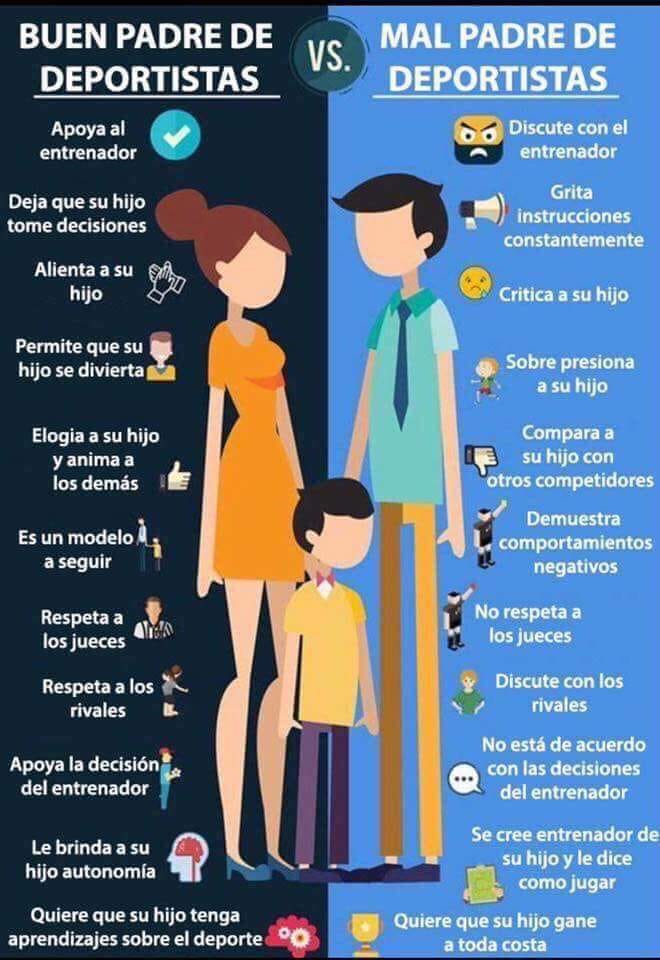 BUEN PADRE DE
DEPORTISTAS
VS.
MAL PADRE DE
DEPORTISTAS
Apoya al
entrenador
Deja que su hijo
tome decisiones
Alienta a su
hijo
Permite que su
hijo se divierta
Elogia a su hijo
y anima a
los demás
Es un modelo
a seguir
Respeta a
los jueces
Respeta a los
rivales
Apoya la decisión
del entrenador
Le brinda a su
hijo autonomía
Quiere que su hijo tenga
aprendizajes sobre el deporte
Discute con el
entrenador
Grita
instrucciones
constantemente
Critica a su hijo
Sobre presiona
a su hijo
Compara a
su hijo con
otros competidores
Demuestra
comportamientos
negativos
No respeta a
los jueces
Discute con los
rivales
No está de acuerdo
con las decisiones
del entrenador
Se cree entrenador de
su hijo y le dice
como jugar
Quiere que su hijo gane
a toda costa